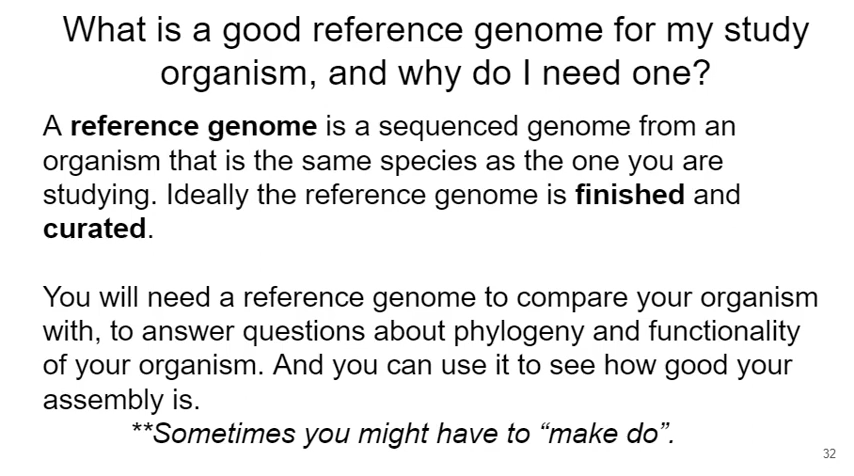 What is a good reference genome for my study
organism, and why do I need one?
A reference genome is a sequenced genome from an
organism that is the same species as the one you are
studying. Ideally the reference genome is finished and
curated.
You will need a reference genome to compare your organism
with, to answer questions about phylogeny and functionality
of your organism. And you can use it to see how good your
assembly is.
**Sometimes you might have to “make do”.
32